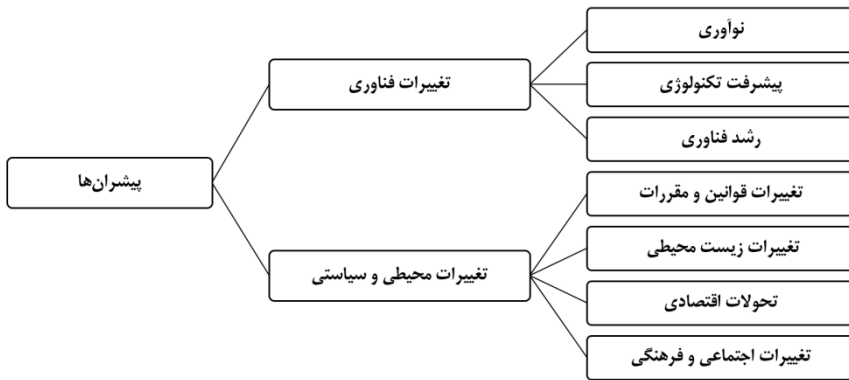 نوآوری
تغییرات فناوری
پیشرفت تکنولوژی
رشد فناوری
پیشران‌ها
تغییرات قوانین و مقررات
تغییرات زیست محیطی
تغییرات محیطی و سیاستی
تحولات اقتصادی
تغییرات اجتماعی و فرهنگی